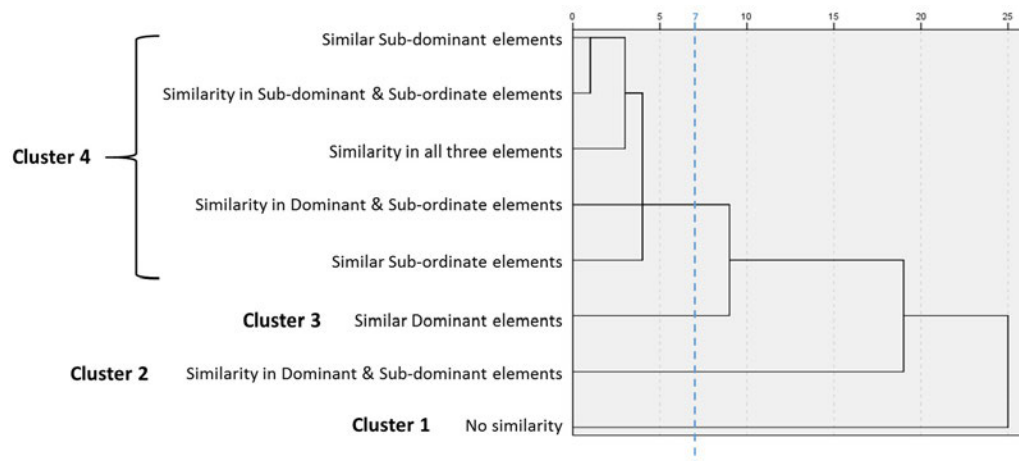 0 5 7 10 15 20 25
Similar Sub-dominant elements
Similarity in Sub-dominant & Sub-ordinate elements
Cluster 4 Similarity in all three elements
Similarity in Dominant & Sub-ordinate elements
Similar Sub-ordinate elements
Cluster 3 Similar Dominant elements
Cluster 2 Similarity in Dominant & Sub-dominant elements
Cluster 1 No similarity